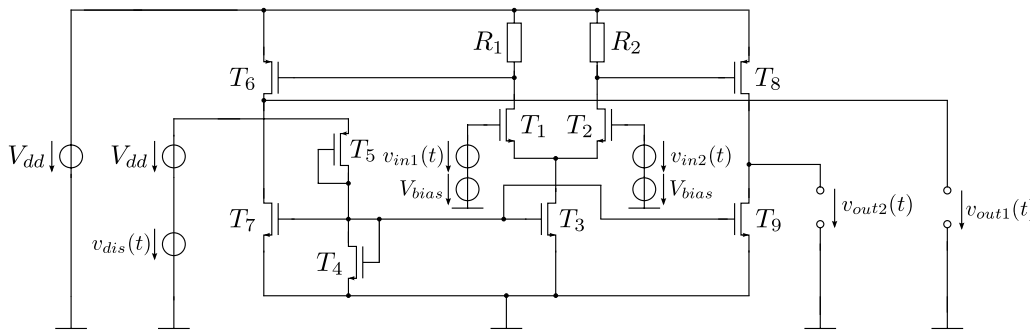 R1
R2
T6
T8
T1
T2
Vdd
Vdd
T5
vin1(t)
vin2(t)
Vbias
Vbias
T7
T3
T9
vout2(t)
vout1(t)
vdis(t)
T4